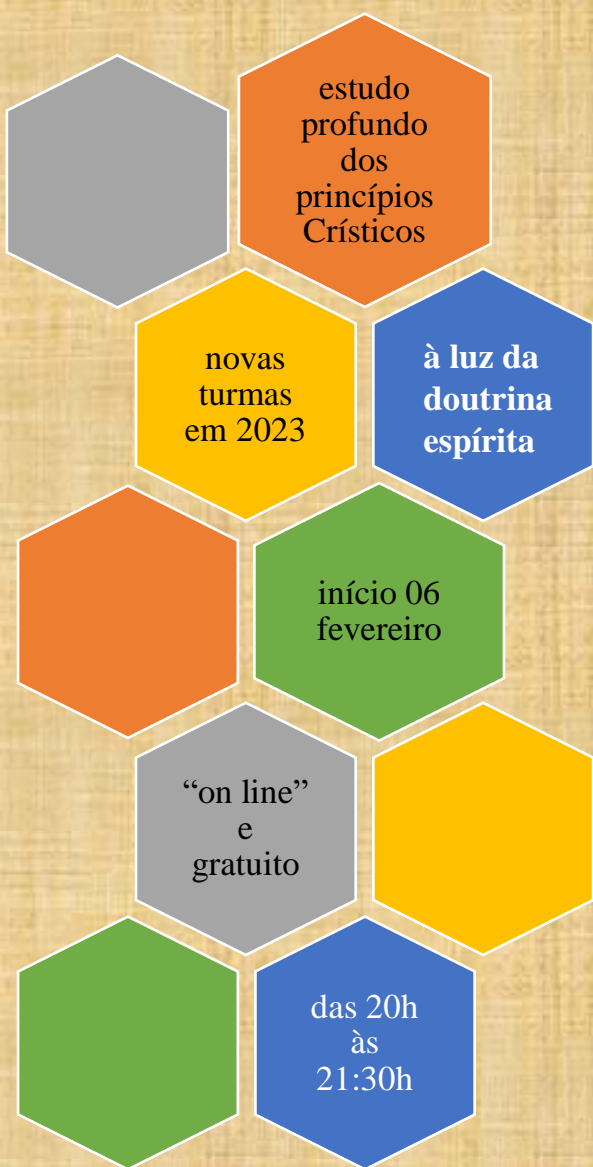 estudo
profundo
dos
princípios
Crísticos
novas
turmas
em 2023
à luz da
doutrina
espírita
início 06
fevereiro
“on line”
e
gratuito
das 20h
às
21:30h